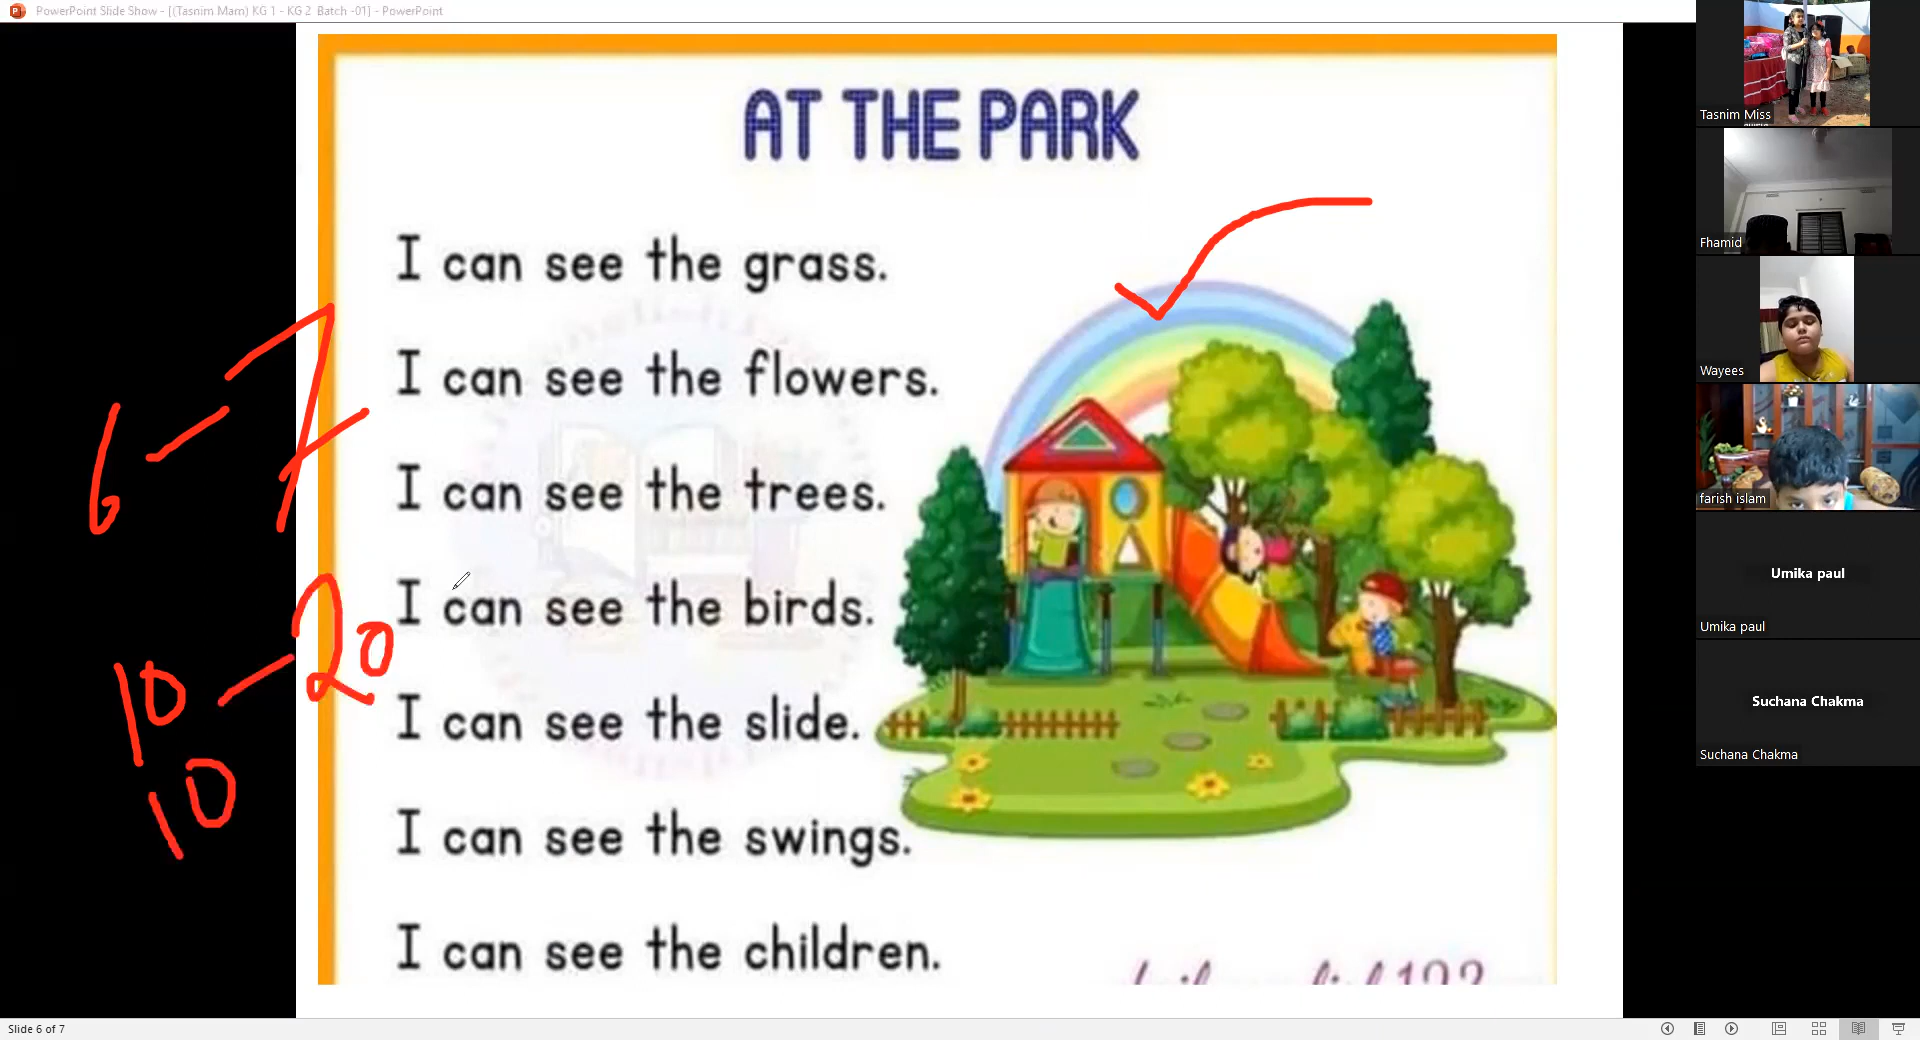 PowerPoint Slide Show - [(Tasnim Mam) KG 1 - KG 2 Batch -01] - PowerPoint
AT THE PARK
I can see the grass.
I can see the flowers.
I can see the trees.
I can see the birds.
I can see the slide.
I can see the swings.
I can see the children.
6 - 7
10 - 20
10
Tasnim Miss
Fhamid
Wayees
farish islam
Umika paul
Umika paul
Suchana Chakma
Suchana Chakma
Slide 6 of 7